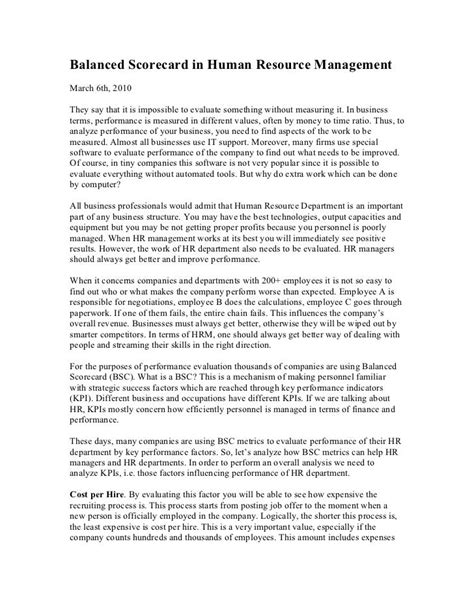 Balanced Scorecard in Human Resource Management
March 6th, 2010
They say that it is impossible to evaluate something without measuring it. In business
terms, performance is measured in different values, often by money to time ratio. Thus, to
analyze performance of your business, you need to find aspects of the work to be
measured. Almost all businesses use IT support. Moreover, many firms use special
software to evaluate performance of the company to find out what needs to be improved.
Of course, in tiny companies this software is not very popular since it is possible to
evaluate everything without automated tools. But why do extra work which can be done
by computer?
All business professionals would admit that Human Resource Department is an important
part of any business structure. You may have the best technologies, output capacities and
equipment but you may be not getting proper profits because you personnel is poorly
managed. When HR management works at its best you will immediately see positive
results. However, the work of HR department also needs to be evaluated. HR managers
should always get better and improve performance.
When it concerns companies and departments with 200+ employees it is not so easy to
find out who or what makes the company perform worse than expected. Employee A is
responsible for negotiations, employee B does the calculations, employee C goes through
paperwork. If one of them fails, the entire chain fails. This influences the company's
overall revenue. Businesses must always get better, otherwise they will be wiped out by
smarter competitors. In terms of HRM, one should always get better way of dealing with
people and streaming their skills in the right direction.
For the purposes of performance evaluation thousands of companies are using Balanced
Scorecard (BSC). What is a BSC? This is a mechanism of making personnel familiar
with strategic success factors which are reached through key performance indicators
(KPI). Different business and occupations have different KPIs. If we are talking about
HR, KPIs mostly concern how efficiently personnel is managed in terms of finance and
performance.
These days, many companies are using BSC metrics to evaluate performance of their HR
department by key performance factors. So, let's analyze how BSC metrics can help HR
managers and HR departments. In order to perform an overall analysis we need to
analyze KPIs, i.e. those factors influencing performance of HR department.
Cost per Hire. By evaluating this factor you will be able to see how expensive the
recruiting process is. This process starts from posting job offer to the moment when a
new person is officially employed in the company. Logically, the shorter this process is,
the least expensive is cost per hire. This is a very important value, especially if the
company counts hundreds and thousands of employees. This amount includes expenses